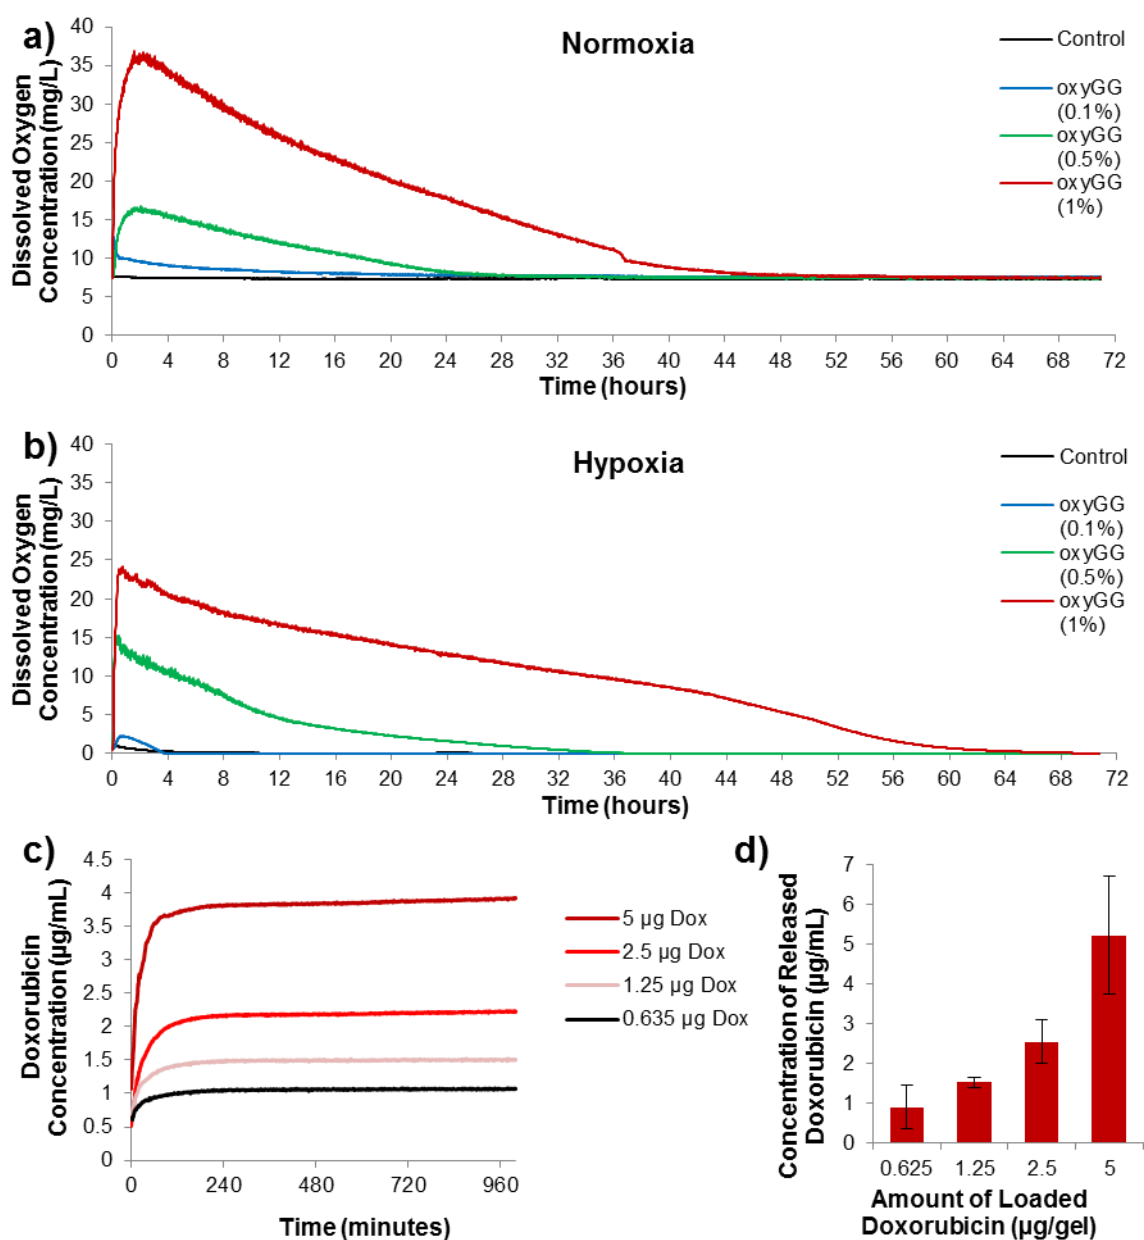 a)
Normoxia
Dissolved Oxygen
Concentration (mg/L)
40
35
30
25
20
15
10
5
0
0 4 8 12 16 20 24 28 32 36 40 44 48 52 56 60 64 68 72
Time (hours)
Control
oxyGG
(0.1%)
oxyGG
(0.5%)
oxyGG
(1%)
b)
Hypoxia
Dissolved Oxygen
Concentration (mg/L)
40
35
30
25
20
15
10
5
0
0 4 8 12 16 20 24 28 32 36 40 44 48 52 56 60 64 68 72
Time (hours)
Control
oxyGG
(0.1%)
oxyGG
(0.5%)
oxyGG
(1%)
c)
Doxorubicin
Concentration (µg/mL)
4.5
4
3.5
3
2.5
2
1.5
1
0.5
0
0 240 480 720 960
Time (minutes)
5 µg Dox
2.5 µg Dox
1.25 µg Dox
0.635 µg Dox
d)
Concentration of Released
Doxorubicin (µg/mL)
7
6
5
4
3
2
1
0
0.625 1.25 2.5 5
Amount of Loaded
Doxorubicin (µg/gel)